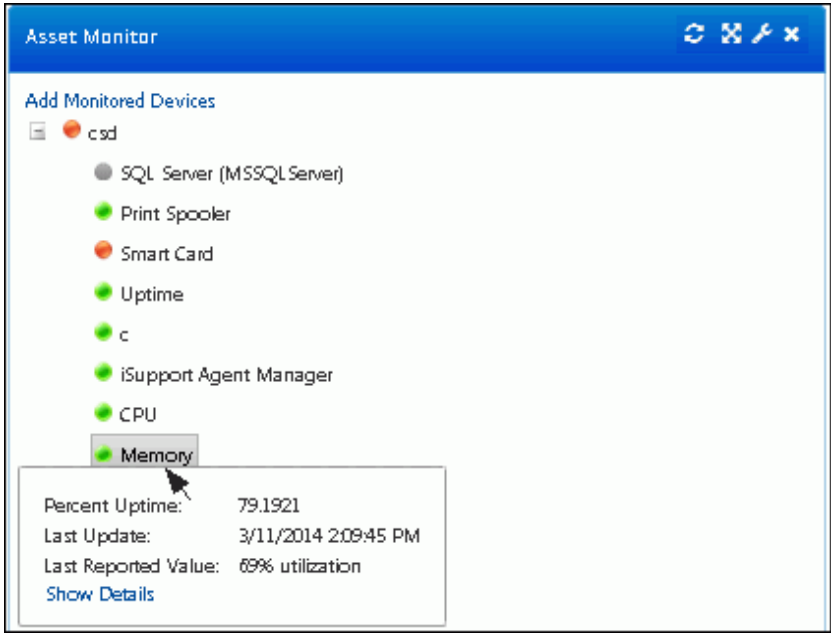 Asset Monitor
Add Monitored Devices
csd
SQL Server (MSSQLServer)
Print Spooler
Smart Card
Uptime
c
iSupport Agent Manager
CPU
Memory
Percent Uptime: 79.1921
Last Update: 3/11/2014 2:09:45 PM
Last Reported Value: 69% utilization
Show Details